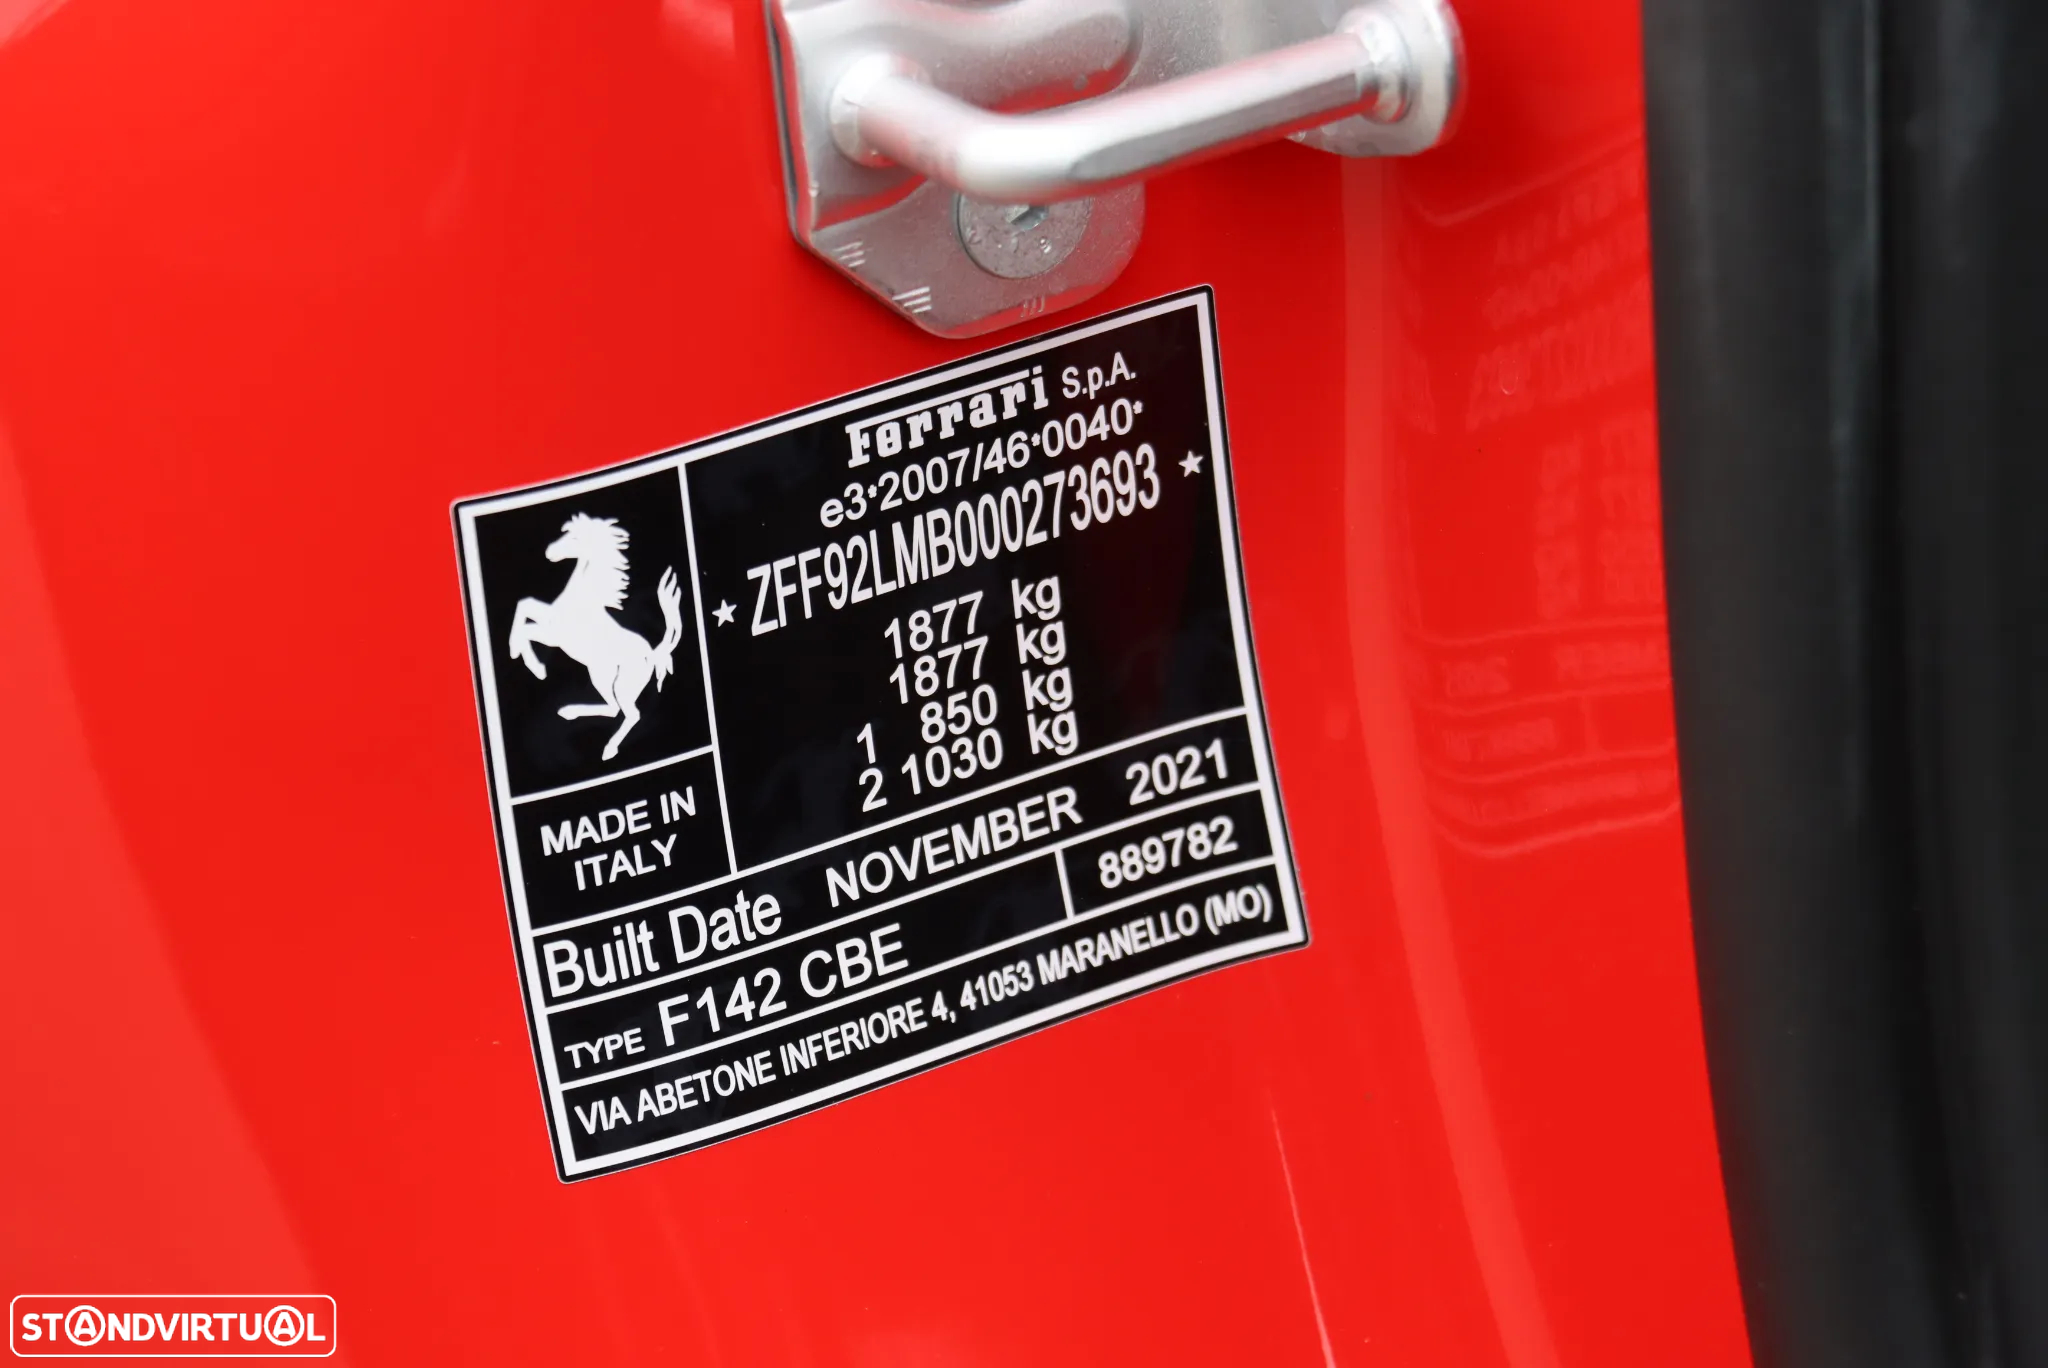 Ferrari S.p.A.
e3*2007/46*0040*
★ ZFF92LMB000273693 ★
1877 kg
1877 kg
1 850 kg
2 1030 kg
MADE IN
ITALY
Built Date NOVEMBER 2021
TYPE F142 CBE 889782
VIA ABETONE INFERIORE 4, 41053 MARANELLO (MO)
STANDVIRTUAL